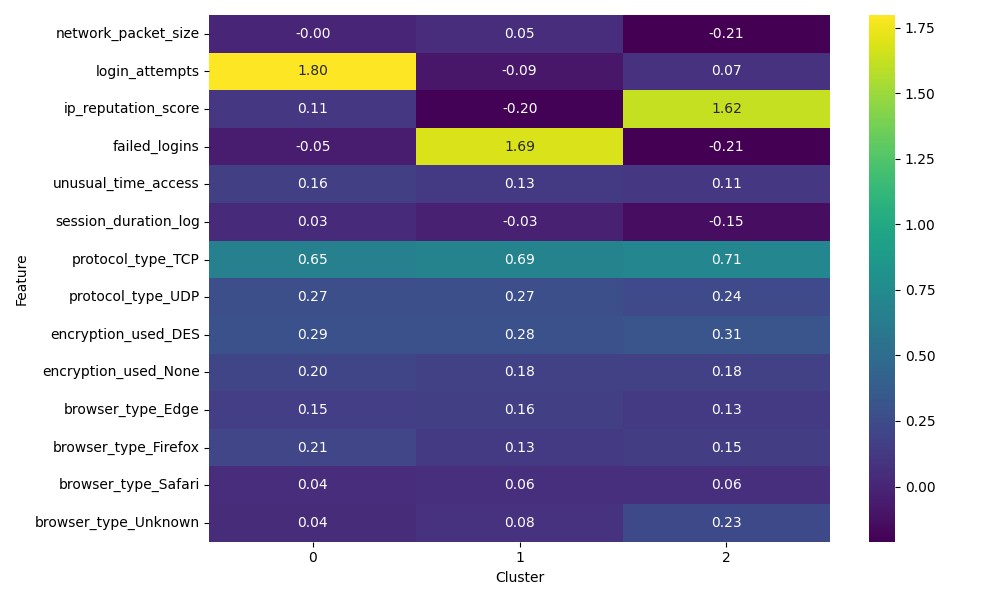 network_packet_size -0.00 0.05 -0.21
login_attempts 1.80 -0.09 0.07
ip_reputation_score 0.11 -0.20 1.62
failed_logins -0.05 1.69 -0.21
unusual_time_access 0.16 0.13 0.11
session_duration_log 0.03 -0.03 -0.15
protocol_type_TCP 0.65 0.69 0.71
protocol_type_UDP 0.27 0.27 0.24
encryption_used_DES 0.29 0.28 0.31
encryption_used_None 0.20 0.18 0.18
browser_type_Edge 0.15 0.16 0.13
browser_type_Firefox 0.21 0.13 0.15
browser_type_Safari 0.04 0.06 0.06
browser_type_Unknown 0.04 0.08 0.23
0 1 2
Cluster
Feature
1.75
1.50
1.25
1.00
0.75
0.50
0.25
0.00